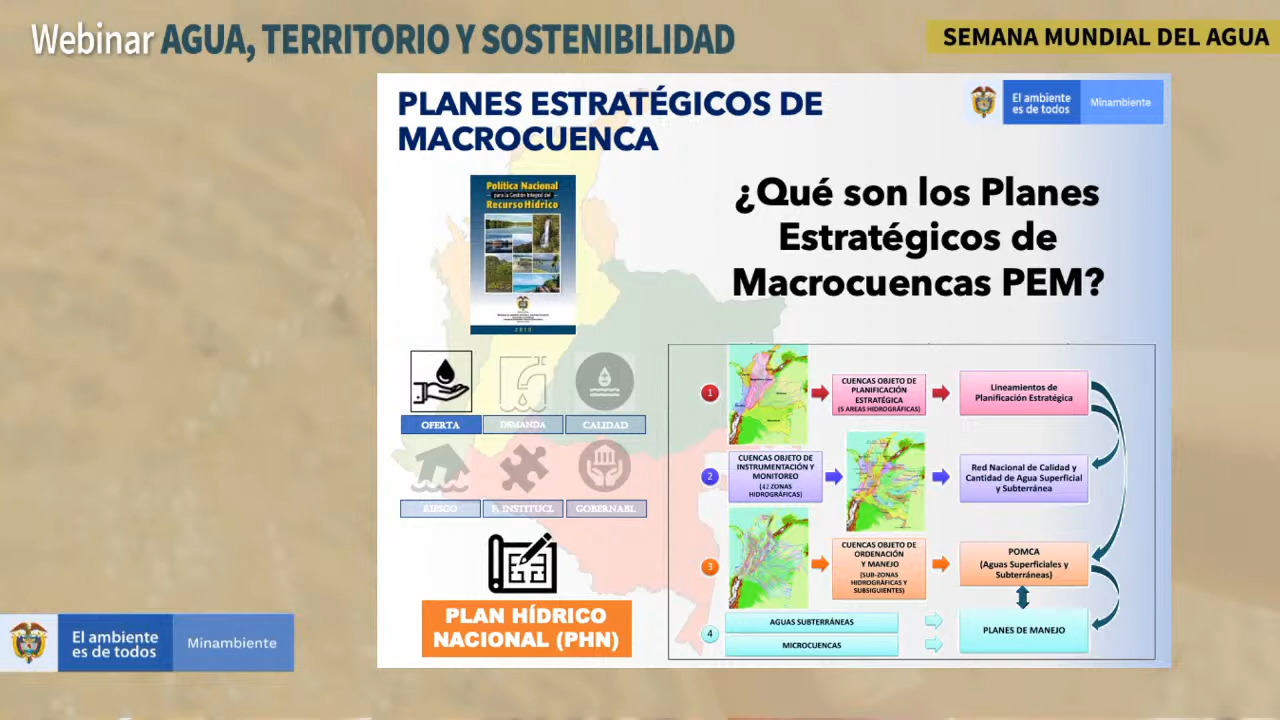 Webinar AGUA, TERRITORIO Y SOSTENIBILIDAD
SEMANA MUNDIAL DEL AGUA
PLANES ESTRATÉGICOS DE
MACROCUENCA
El ambiente
es de todos
Minambiente
Política Nacional
para la Gestión Integral del
Recurso Hídrico
2010
¿Qué son los Planes
Estratégicos de
Macrocuencas PEM?
OFERTA
DEMANDA
CALIDAD
RIESGO
F. INSTITUCL
GOBERNABL
PLAN HÍDRICO
NACIONAL (PHN)
1
CUENCAS OBJETO DE
PLANIFICACIÓN
ESTRATÉGICA
(5 AREAS HIDROGRÁFICAS)
Lineamientos de
Planificación Estratégica
2
CUENCAS OBJETO DE
INSTRUMENTACIÓN Y
MONITOREO
(42 ZONAS
HIDROGRÁFICAS)
Red Nacional de Calidad y
Cantidad de Agua Superficial
y Subterránea
3
CUENCAS OBJETO DE
ORDENACIÓN
Y MANEJO
(SUB-ZONAS
HIDROGRÁFICAS Y
SUBSIGUIENTES)
POMCA
(Aguas Superficiales y
Subterráneas)
4
AGUAS SUBTERRÁNEAS
MICROCUENCAS
PLANES DE MANEJO
El ambiente
es de todos
Minambiente